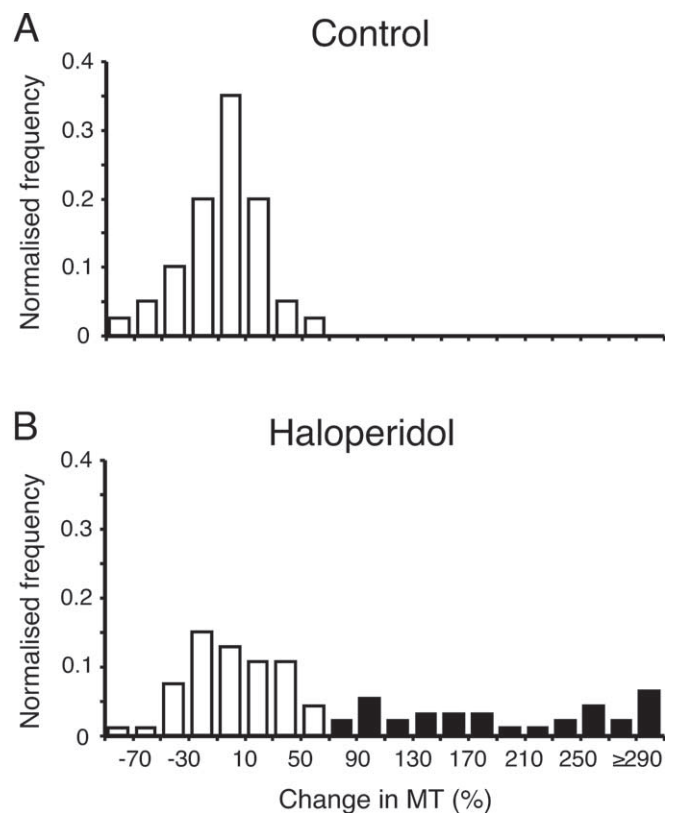 A
Control
Normalised frequency
0.4
0.3
0.2
0.1
0
B
Haloperidol
Normalised frequency
0.4
0.3
0.2
0.1
0
-70 -30 10 50 90 130 170 210 250 ≥290
Change in MT (%)